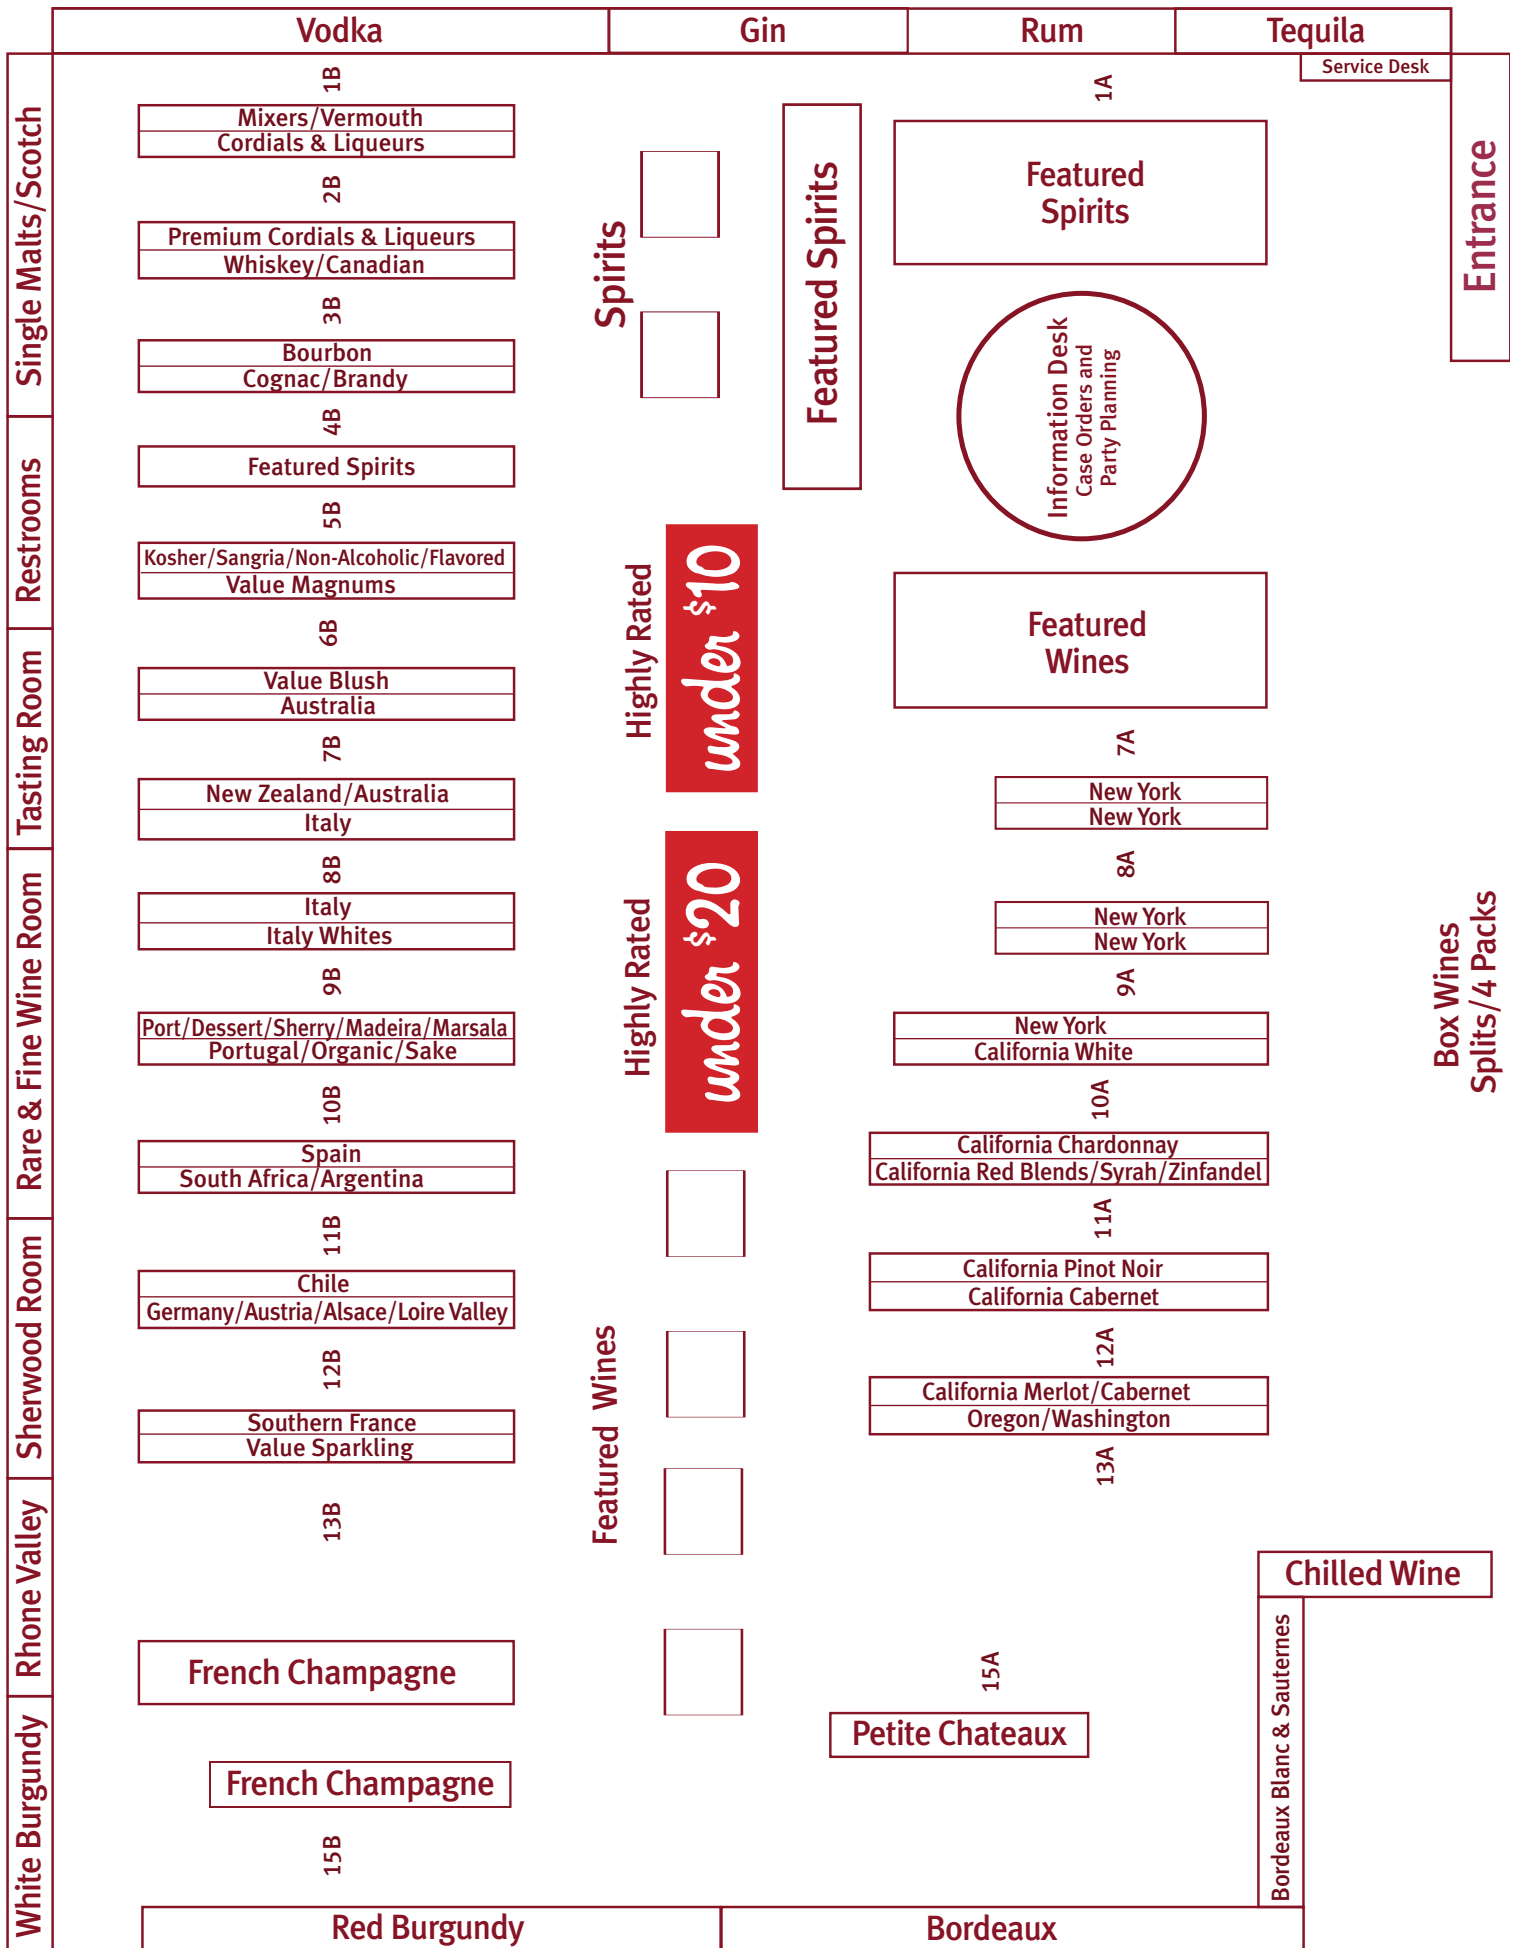 Vodka
Gin
Rum
Tequila
Service Desk
Entrance
Single Malts/Scotch
Restrooms
Tasting Room
Rare & Fine Wine Room
Sherwood Room
Rhone Valley
White Burgundy
1B
Mixers/Vermouth
Cordials & Liqueurs
2B
Premium Cordials & Liqueurs
Whiskey/Canadian
3B
Bourbon
Cognac/Brandy
4B
Featured Spirits
5B
Kosher/Sangria/Non-Alcoholic/Flavored
Value Magnums
6B
Value Blush
Australia
7B
New Zealand/Australia
Italy
8B
Italy
Italy Whites
9B
Port/Dessert/Sherry/Madeira/Marsala
Portugal/Organic/Sake
10B
Spain
South Africa/Argentina
11B
Chile
Germany/Austria/Alsace/Loire Valley
12B
Southern France
Value Sparkling
13B
French Champagne
French Champagne
15B
Red Burgundy
Spirits
Featured Spirits
Highly Rated
under $10
Highly Rated
under $20
Featured Wines
1A
Featured
Spirits
Information Desk
Case Orders and
Party Planning
Featured
Wines
7A
New York
New York
8A
New York
New York
9A
New York
California White
10A
California Chardonnay
California Red Blends/Syrah/Zinfandel
11A
California Pinot Noir
California Cabernet
12A
California Merlot/Cabernet
Oregon/Washington
13A
15A
Petite Chateaux
Box Wines
Splits/4 Packs
Chilled Wine
Bordeaux Blanc & Sauternes
Bordeaux